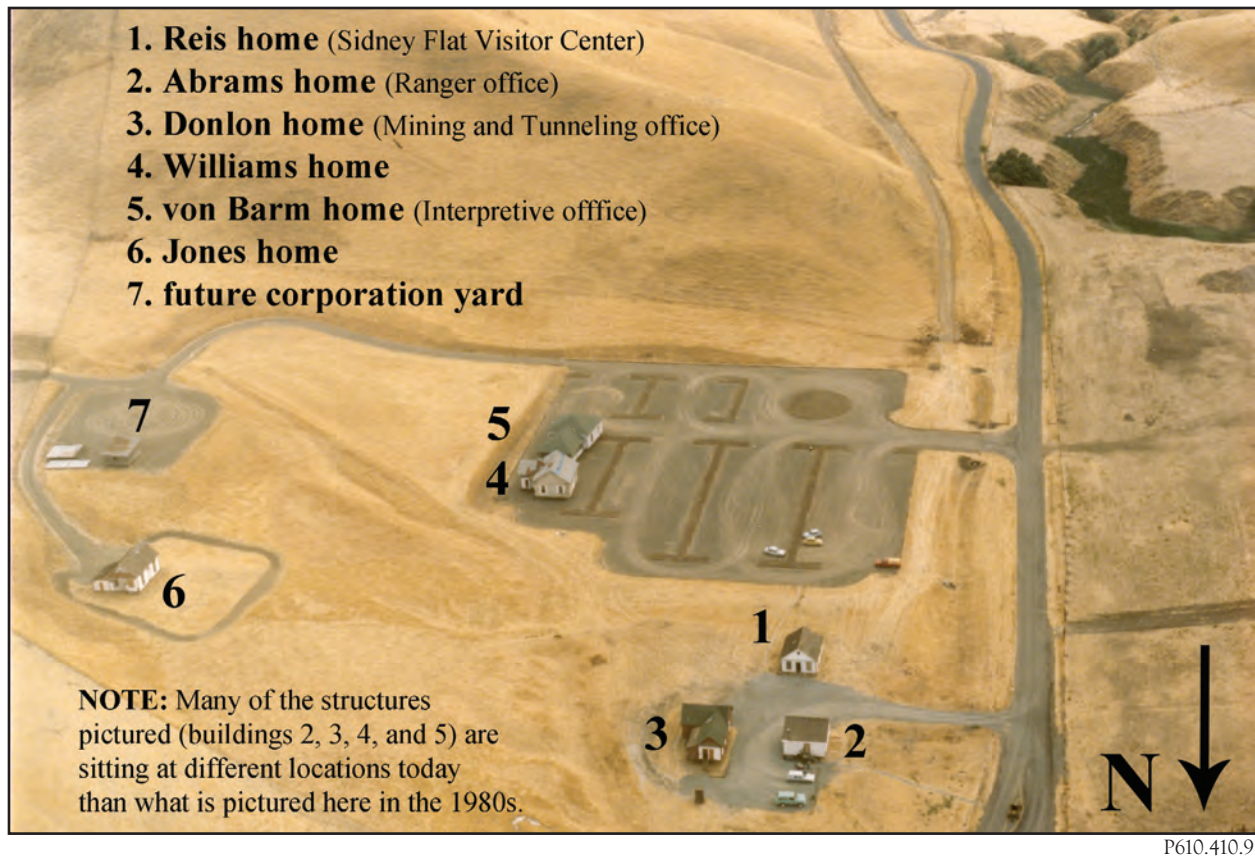 1. Reis home (Sidney Flat Visitor Center)
2. Abrams home (Ranger office)
3. Donlon home (Mining and Tunneling office)
4. Williams home
5. von Barm home (Interpretive offfice)
6. Jones home
7. future corporation yard
7
5
4
6
1
3
2
NOTE: Many of the structures
pictured (buildings 2, 3, 4, and 5) are
sitting at different locations today
than what is pictured here in the 1980s.
N
P610.410.9